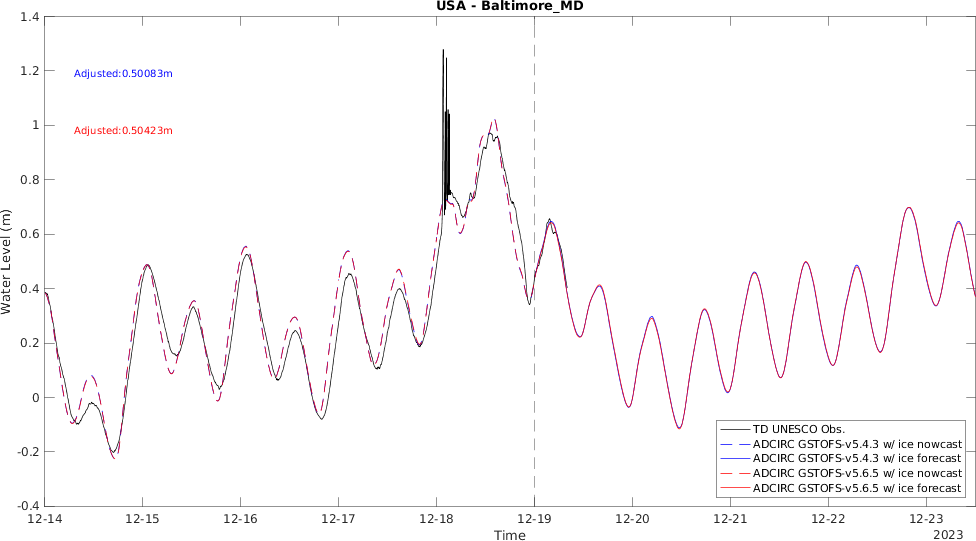 USA - Baltimore_MD
1.4
1.2
1
0.8
0.6
0.4
0.2
0
-0.2
-0.4
Water Level (m)
Adjusted:0.50083m
Adjusted:0.50423m
TD UNESCO Obs.
ADCIRC GSTOFS-v5.4.3 w/ ice nowcast
ADCIRC GSTOFS-v5.4.3 w/ ice forecast
ADCIRC GSTOFS-v5.6.5 w/ ice nowcast
ADCIRC GSTOFS-v5.6.5 w/ ice forecast
12-14 12-15 12-16 12-17 12-18 12-19 12-20 12-21 12-22 12-23
Time
2023